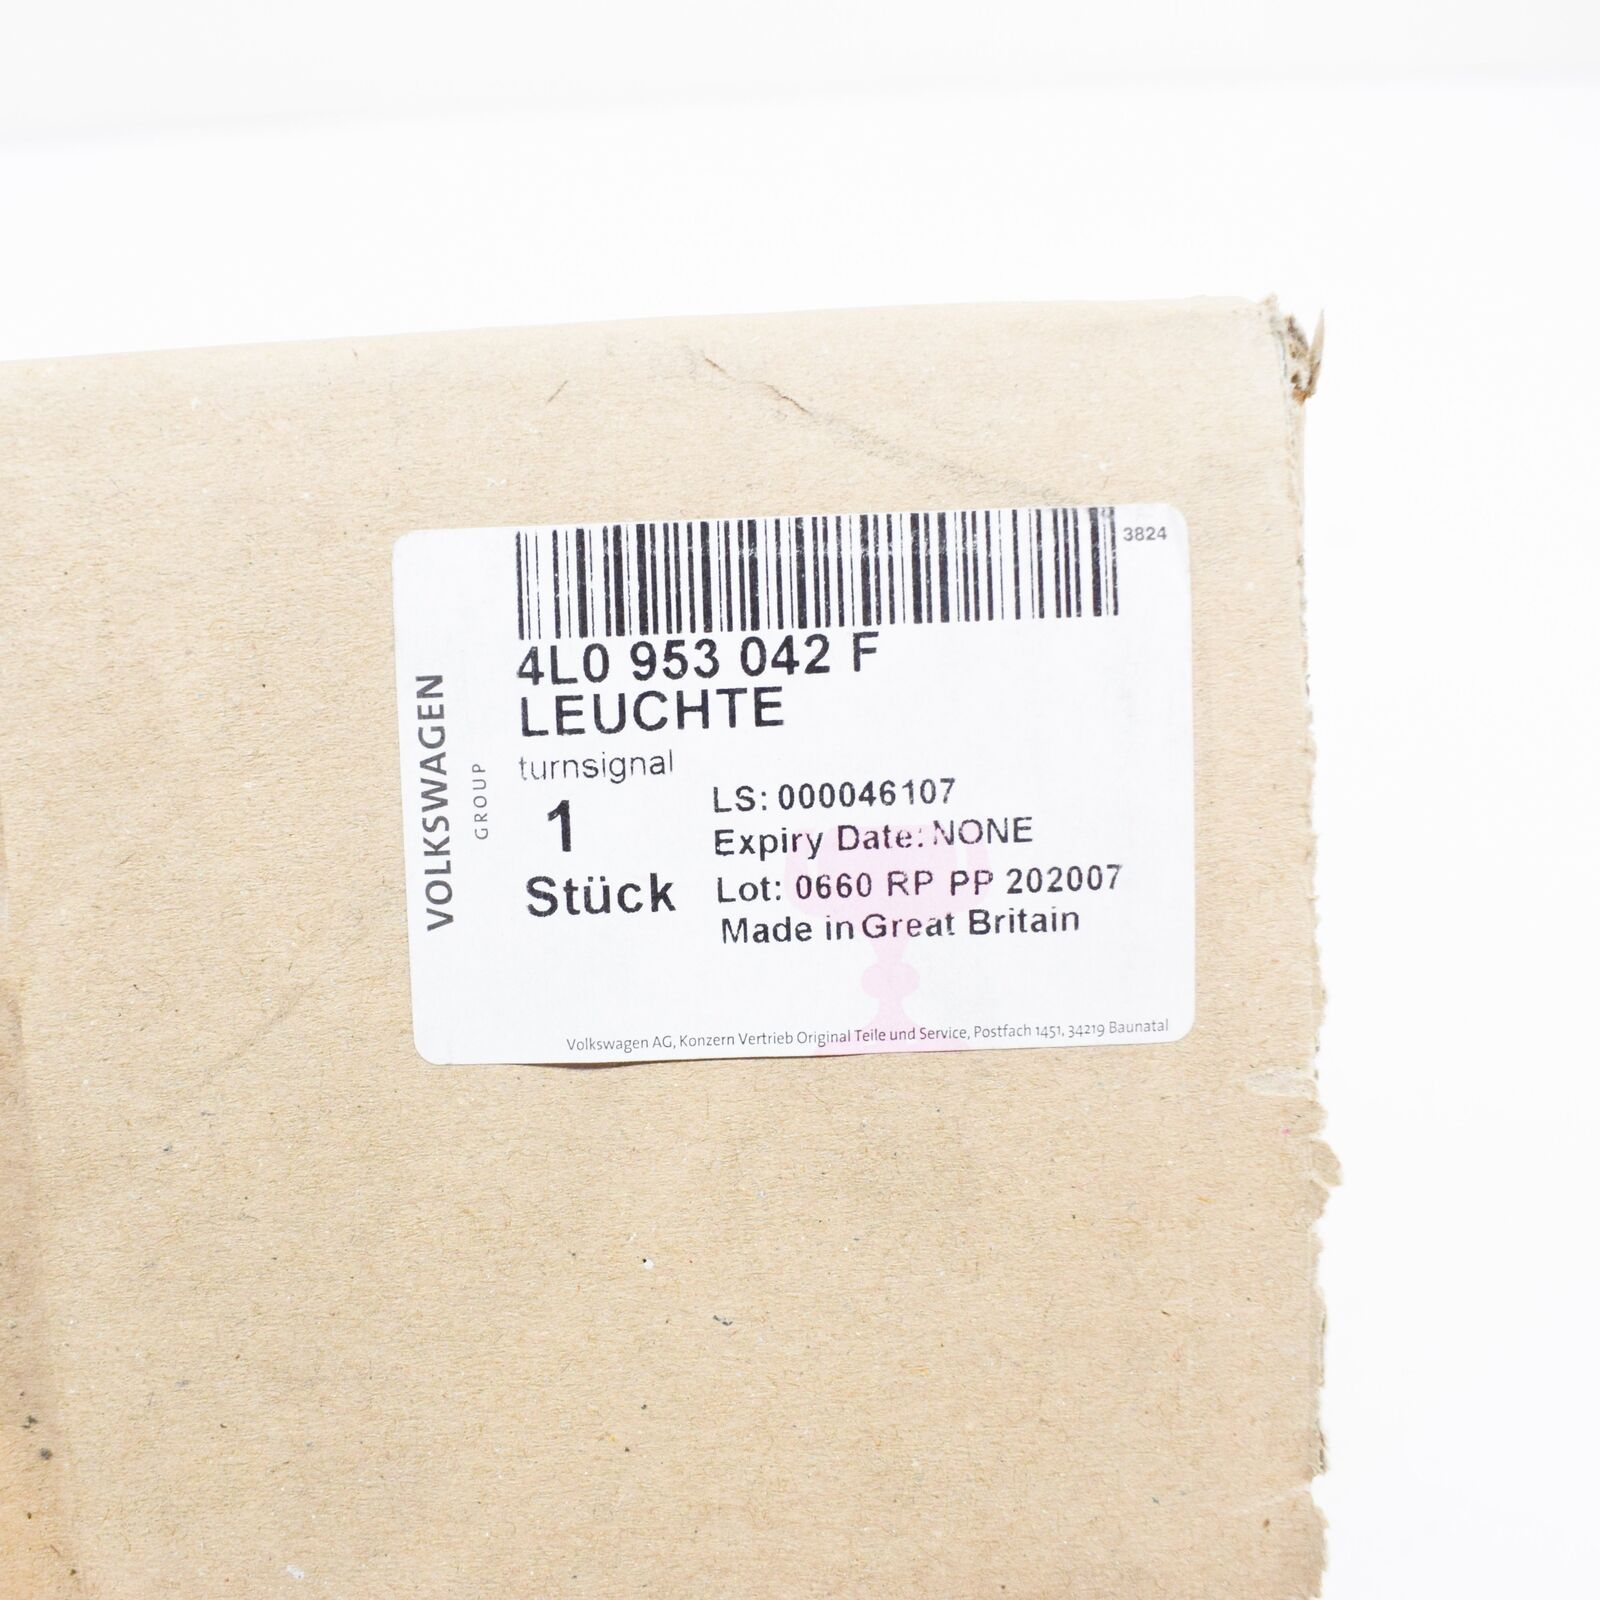 3824
4L0 953 042 F
LEUCHTE
turnsignal
1
Stück
LS: 000046107
Expiry Date: NONE
Lot: 0660 RP PP 202007
Made in Great Britain
VOLKSWAGEN
GROUP
Volkswagen AG, Konzern Vertrieb Original Teile und Service, Postfach 1451, 34219 Baunatal